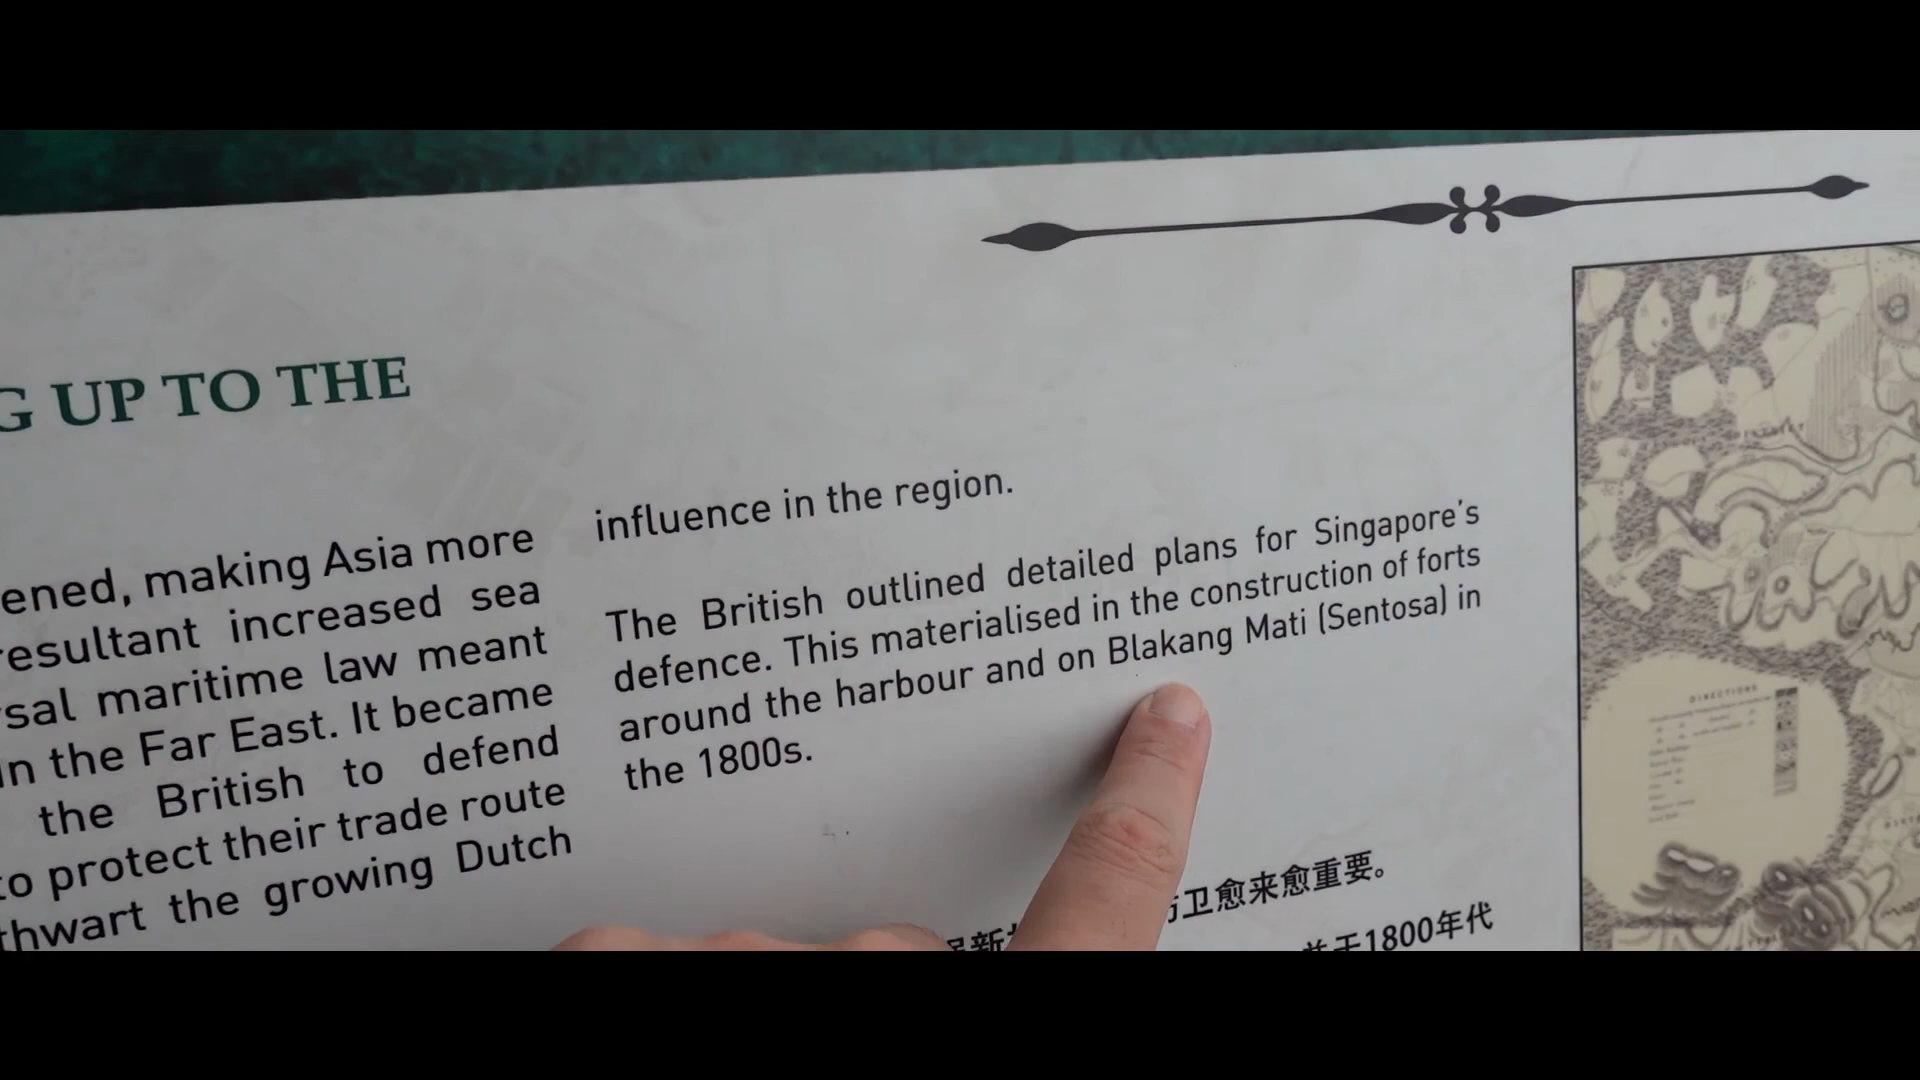 UP TO THE
making Asia more
increased sea
maritime law meant
in the Far East. It became
the British to defend
to protect their trade route
thwart the growing Dutch
influence in the region.
The British outlined detailed plans for Singapore's
defence. This materialised in the construction of forts
around the harbour and on Blakang Mati (Sentosa) in
the 1800s.
卫愈来愈重要。
于1800年代
DIRECTIONS